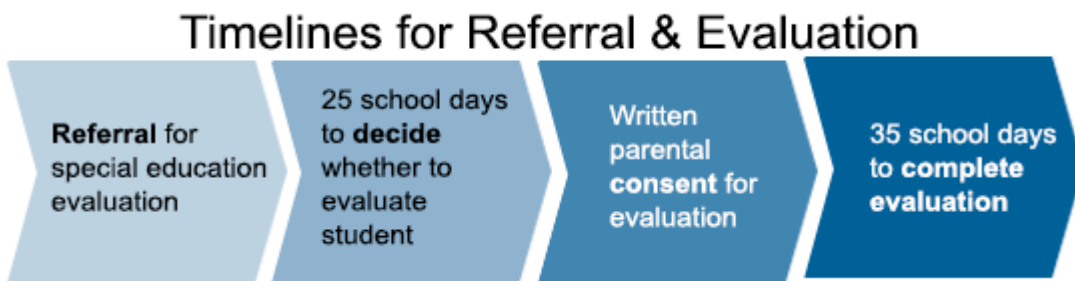 Timelines for Referral & Evaluation
Referral for
special education
evaluation
25 school days
to decide
whether to
evaluate
student
Written
parental
consent for
evaluation
35 school days
to complete
evaluation